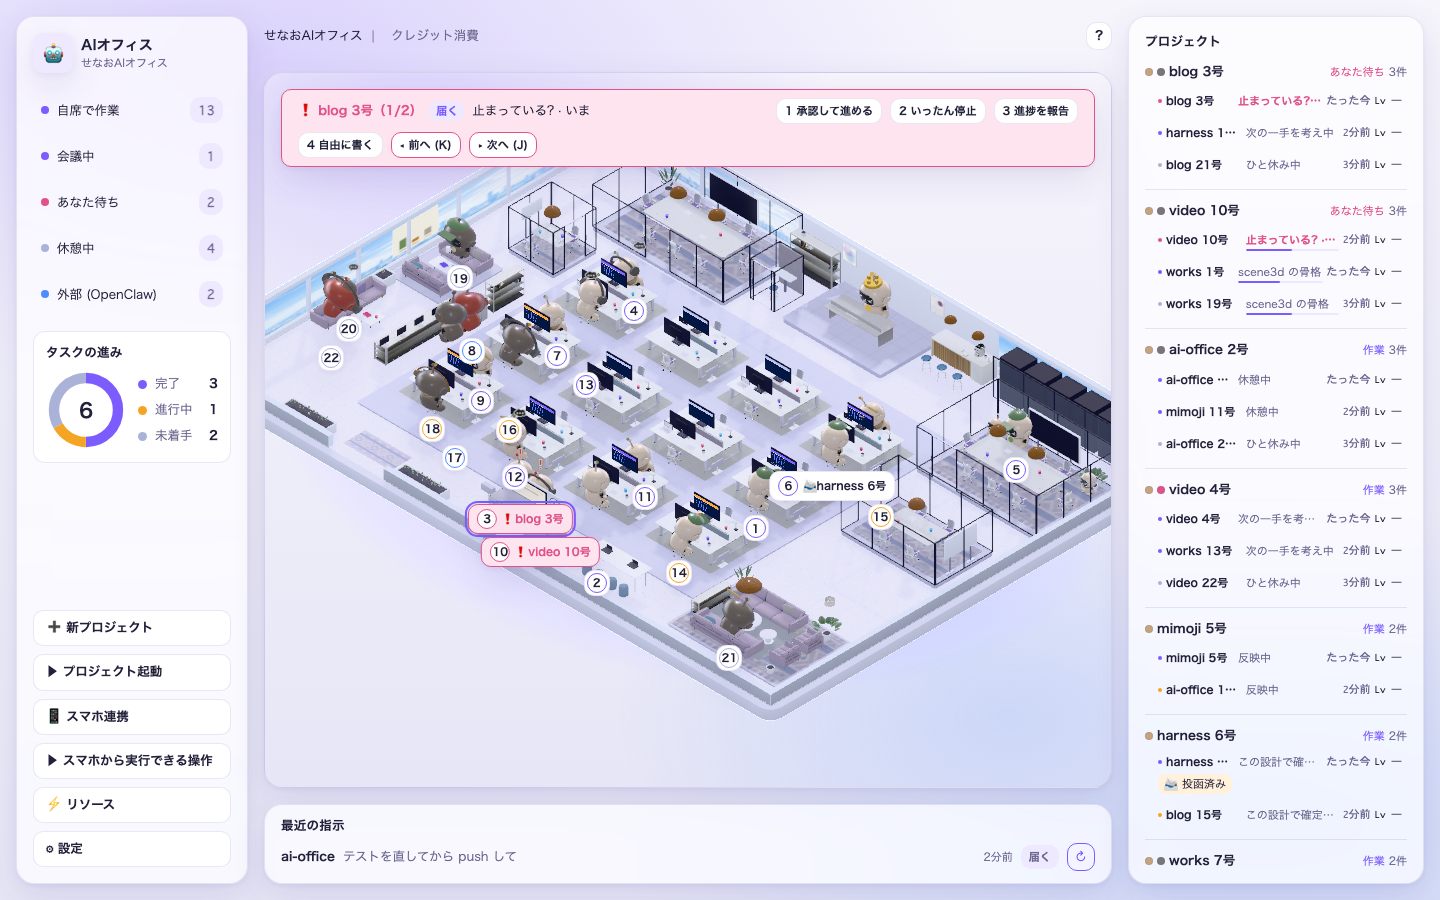 AIオフィス
せなおAIオフィス
自席で作業 13
会議中 1
あなた待ち 2
休憩中 4
外部 (OpenClaw) 2
タスクの進み
6
完了 3
進行中 1
未着手 2
新プロジェクト
プロジェクト起動
スマホ連携
スマホから実行できる操作
リソース
設定
せなおAIオフィス | クレジット消費
?
❗ blog 3号 (1/2) 届く 止まっている? · いま
1 承認して進める 2 いったん停止 3 進捗を報告
4 自由に書く 前へ (K) 次へ (J)
19
20
4
22
8
7
13
9
18
16
17
12
5
11
6 harness 6号
3 ❗ blog 3号
15
1
10 ❗ video 10号
14
2
21
最近の指示
ai-office テストを直してから push して 2分前 届く ↻
プロジェクト
blog 3号 あなた待ち 3件
blog 3号 止まっている?… たった今 Lv —
harness 1… 次の一手を考え中 2分前 Lv —
blog 21号 ひと休み中 3分前 Lv —
video 10号 あなた待ち 3件
video 10号 止まっている? ·… 2分前 Lv —
works 1号 scene3d の骨格 たった今 Lv —
works 19号 scene3d の骨格 3分前 Lv —
ai-office 2号 作業 3件
ai-office … 休憩中 たった今 Lv —
mimoji 11号 休憩中 2分前 Lv —
ai-office 2… ひと休み中 3分前 Lv —
video 4号 作業 3件
video 4号 次の一手を考… たった今 Lv —
works 13号 次の一手を考え中 2分前 Lv —
video 22号 ひと休み中 3分前 Lv —
mimoji 5号 作業 2件
mimoji 5号 反映中 たった今 Lv —
ai-office 1… 反映中 2分前 Lv —
harness 6号 作業 2件
harness … この設計で確… たった今 Lv —
投函済み
blog 15号 この設計で確定… 2分前 Lv —
works 7号 作業 2件